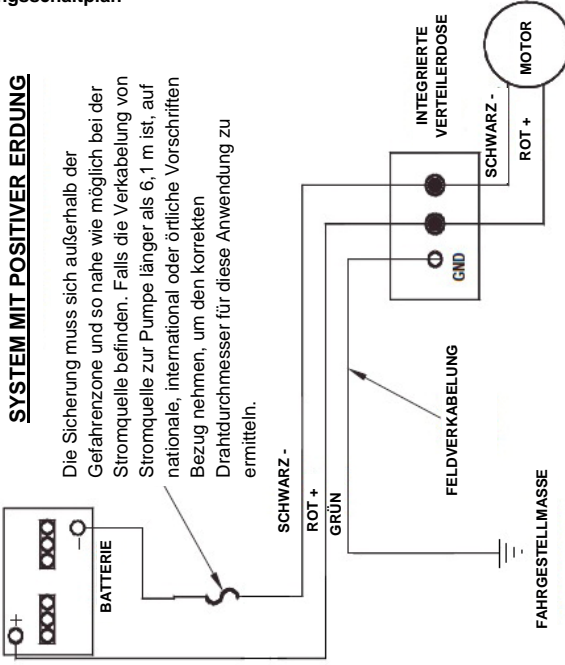 ngsschaltplan
SYSTEM MIT POSITIVER ERDUNG
Die Sicherung muss sich außerhalb der
Gefahrenzone und so nahe wie möglich bei der
Stromquelle befinden. Falls die Verkabelung von
Stromquelle zur Pumpe länger als 6,1 m ist, auf
nationale, international oder örtliche Vorschriften
Bezug nehmen, um den korrekten
Drahtdurchmesser für diese Anwendung zu
ermitteln.
+
-
BATTERIE
SCHWARZ -
ROT +
GRÜN
INTEGRIERTE
VERTEILERDOSE
GND
SCHWARZ -
ROT +
MOTOR
FELDVERKABELUNG
FAHRGESTELLMASSE